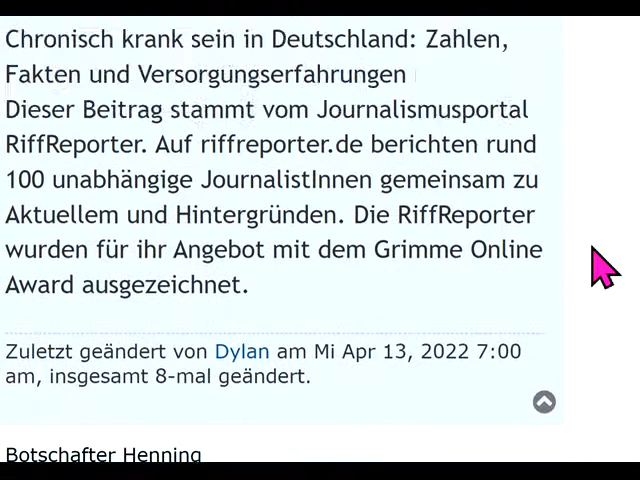 Chronisch krank sein in Deutschland: Zahlen,
Fakten und Versorgungserfahrungen
Dieser Beitrag stammt vom Journalismusportal
RiffReporter. Auf riffreporter.de berichten rund
100 unabhängige JournalistInnen gemeinsam zu
Aktuellem und Hintergründen. Die RiffReporter
wurden für ihr Angebot mit dem Grimme Online
Award ausgezeichnet.
Zuletzt geändert von Dylan am Mi Apr 13, 2022 7:00
am, insgesamt 8-mal geändert.
Botschafter Henning